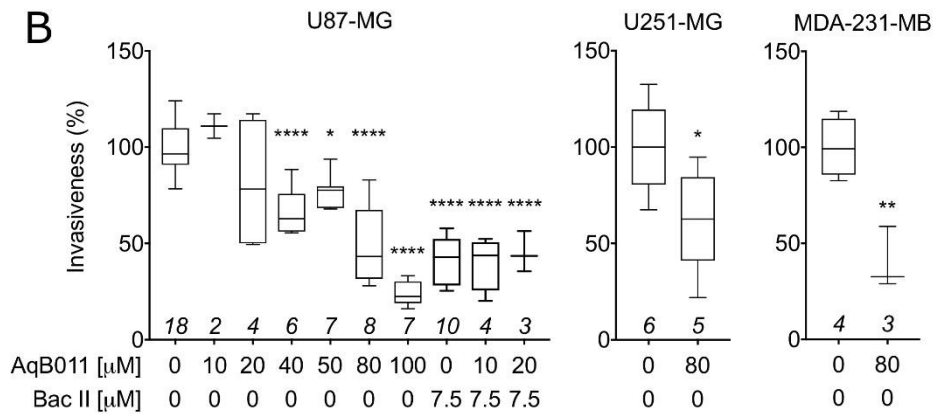 B
U87-MG
U251-MG
MDA-231-MB
Invasiveness (%)
150
100
50
0
**** * **** **** **** **** ****
18 2 4 6 7 8 7 10 4 3
150
100
50
0
*
6 5
150
100
50
0
**
4 3
AqB011 [µM] 0 10 20 40 50 80 100 0 10 20 0 80 0 80
Bac II [µM] 0 0 0 0 0 0 0 7.5 7.5 7.5 0 0 0 0